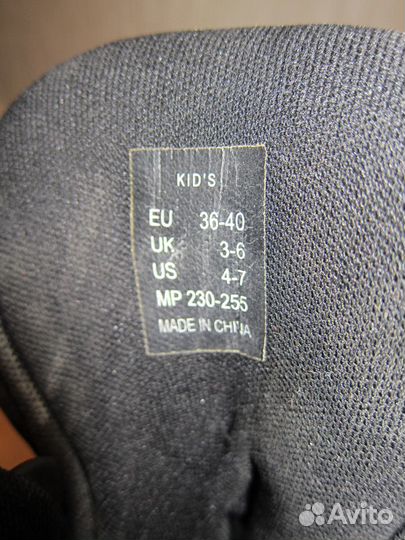 KID'S
EU 36-40
UK 3-6
US 4-7
MP 230-255
MADE IN CHINA
Avito